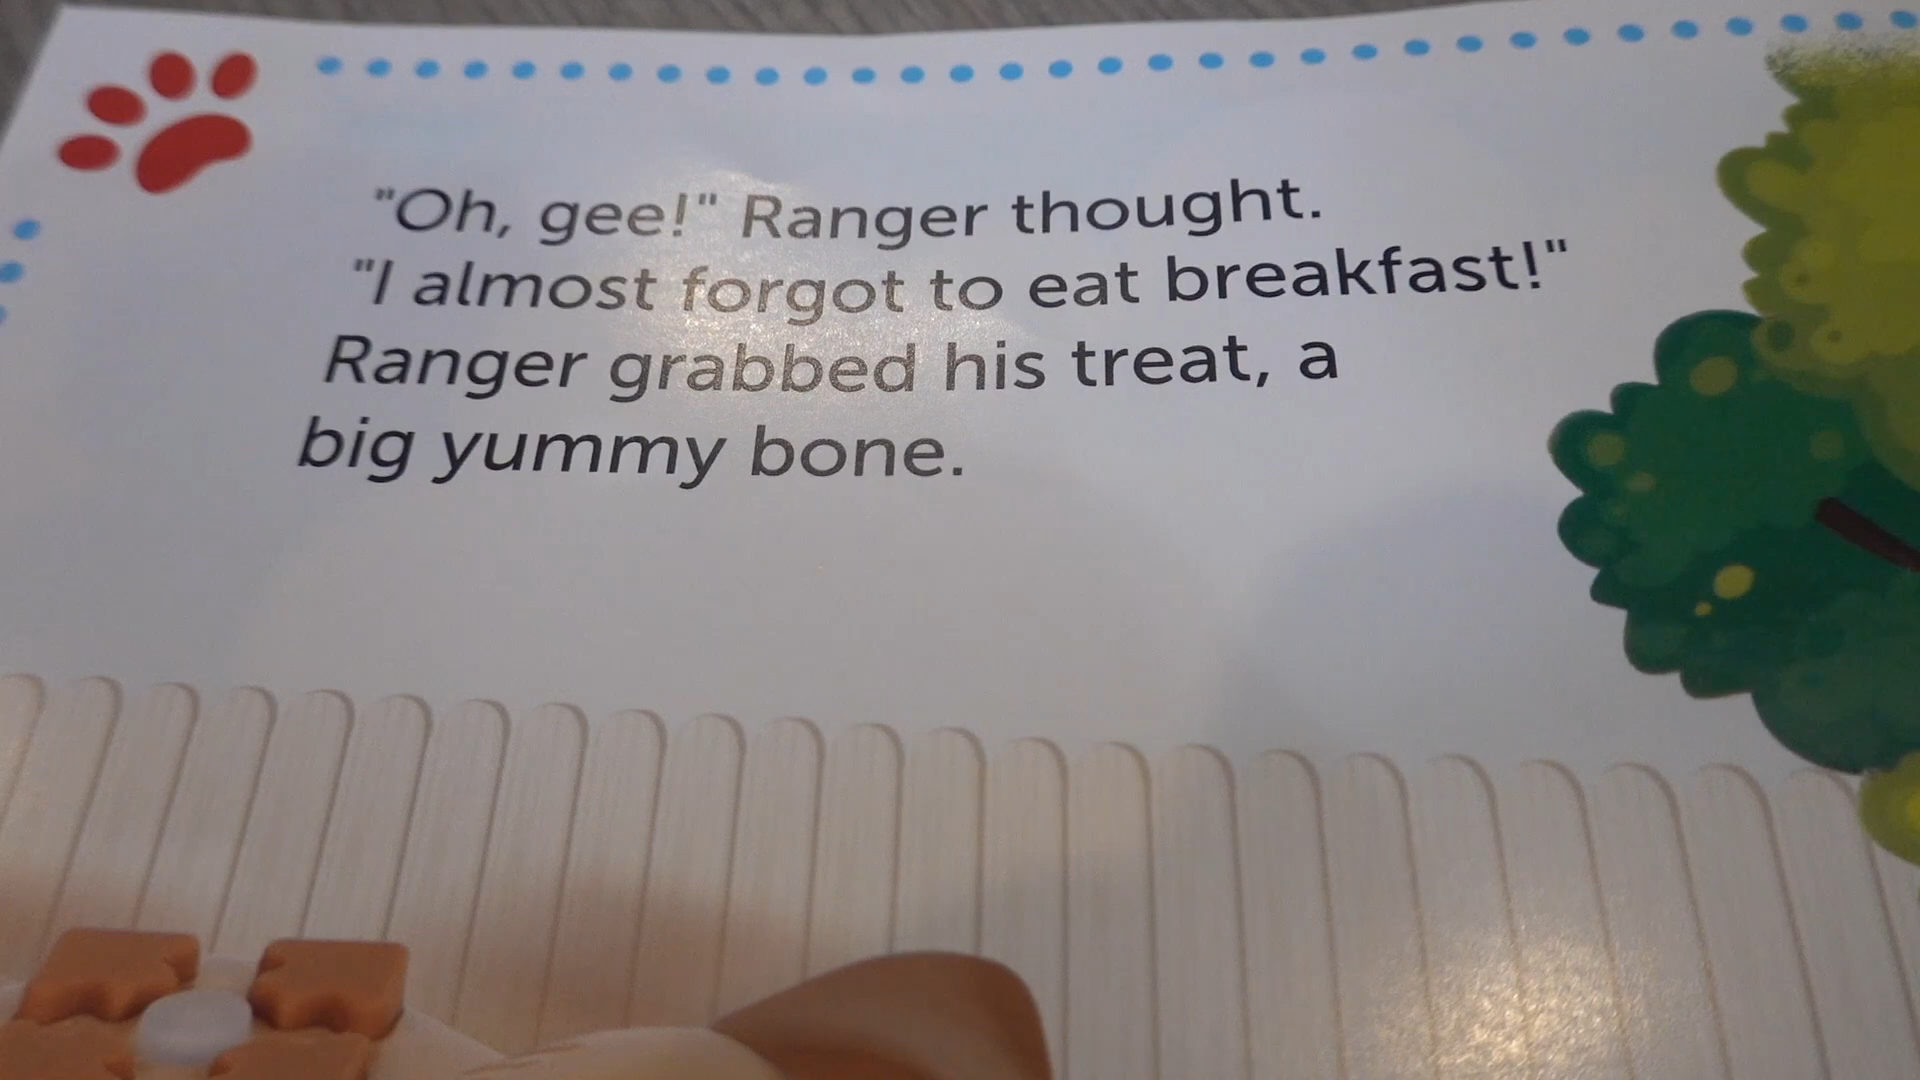 "Oh, gee!" Ranger thought.
"I almost forgot to eat breakfast!"
Ranger grabbed his treat, a
big yummy bone.